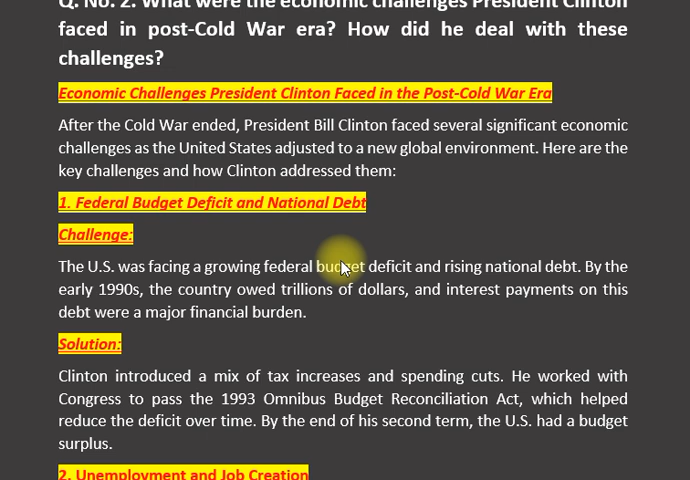 Q. No. 2. What were the economic challenges President Clinton
faced in post-Cold War era? How did he deal with these
challenges?
Economic Challenges President Clinton Faced in the Post-Cold War Era
After the Cold War ended, President Bill Clinton faced several significant economic
challenges as the United States adjusted to a new global environment. Here are the
key challenges and how Clinton addressed them:
1. Federal Budget Deficit and National Debt
Challenge:
The U.S. was facing a growing federal budget deficit and rising national debt. By the
early 1990s, the country owed trillions of dollars, and interest payments on this
debt were a major financial burden.
Solution:
Clinton introduced a mix of tax increases and spending cuts. He worked with
Congress to pass the 1993 Omnibus Budget Reconciliation Act, which helped
reduce the deficit over time. By the end of his second term, the U.S. had a budget
surplus.
2. Unemployment and Job Creation